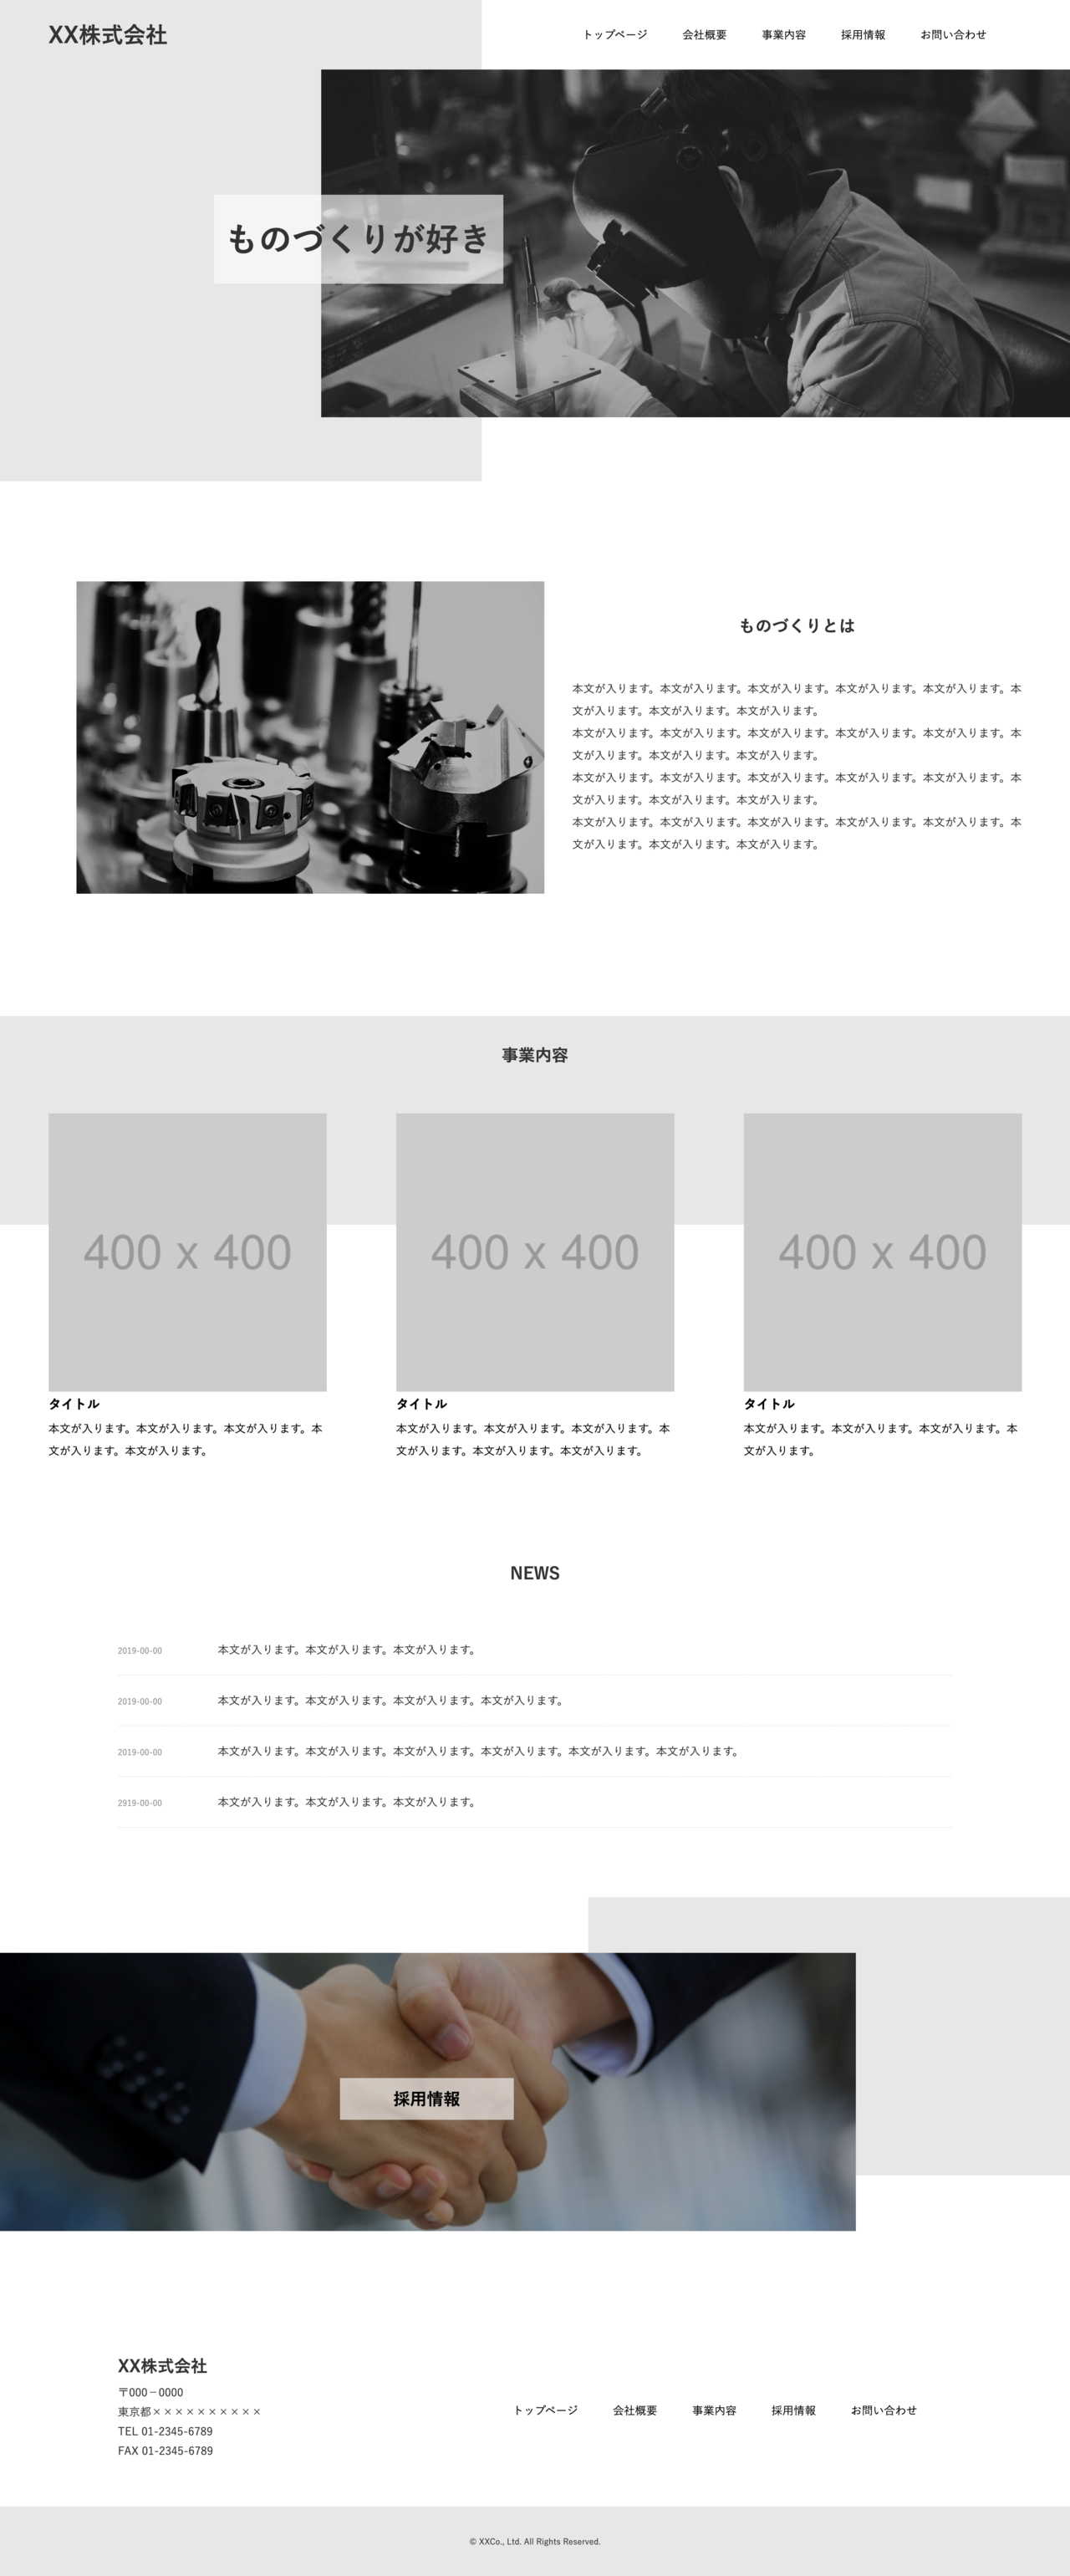 XX株式会社
トップページ 会社概要 事業内容 採用情報 お問い合わせ
ものづくりが好き
ものづくりとは
本文が入ります。本文が入ります。本文が入ります。本文が入ります。本文が入ります。本
文が入ります。本文が入ります。本文が入ります。
本文が入ります。本文が入ります。本文が入ります。本文が入ります。本文が入ります。本
文が入ります。本文が入ります。本文が入ります。
本文が入ります。本文が入ります。本文が入ります。本文が入ります。本文が入ります。本
文が入ります。本文が入ります。本文が入ります。
本文が入ります。本文が入ります。本文が入ります。本文が入ります。本文が入ります。本
文が入ります。本文が入ります。本文が入ります。
事業内容
400 x 400
タイトル
本文が入ります。本文が入ります。本文が入ります。本
文が入ります。本文が入ります。
400 x 400
タイトル
本文が入ります。本文が入ります。本文が入ります。本
文が入ります。本文が入ります。本文が入ります。
400 x 400
タイトル
本文が入ります。本文が入ります。本文が入ります。本
文が入ります。
NEWS
2019-00-00 本文が入ります。本文が入ります。本文が入ります。
2019-00-00 本文が入ります。本文が入ります。本文が入ります。本文が入ります。
2019-00-00 本文が入ります。本文が入ります。本文が入ります。本文が入ります。本文が入ります。本文が入ります。
2919-00-00 本文が入ります。本文が入ります。本文が入ります。
採用情報
XX株式会社
〒000－0000
東京都××××××××××
TEL 01-2345-6789
FAX 01-2345-6789
トップページ 会社概要 事業内容 採用情報 お問い合わせ
© XXCo., Ltd. All Rights Reserved.